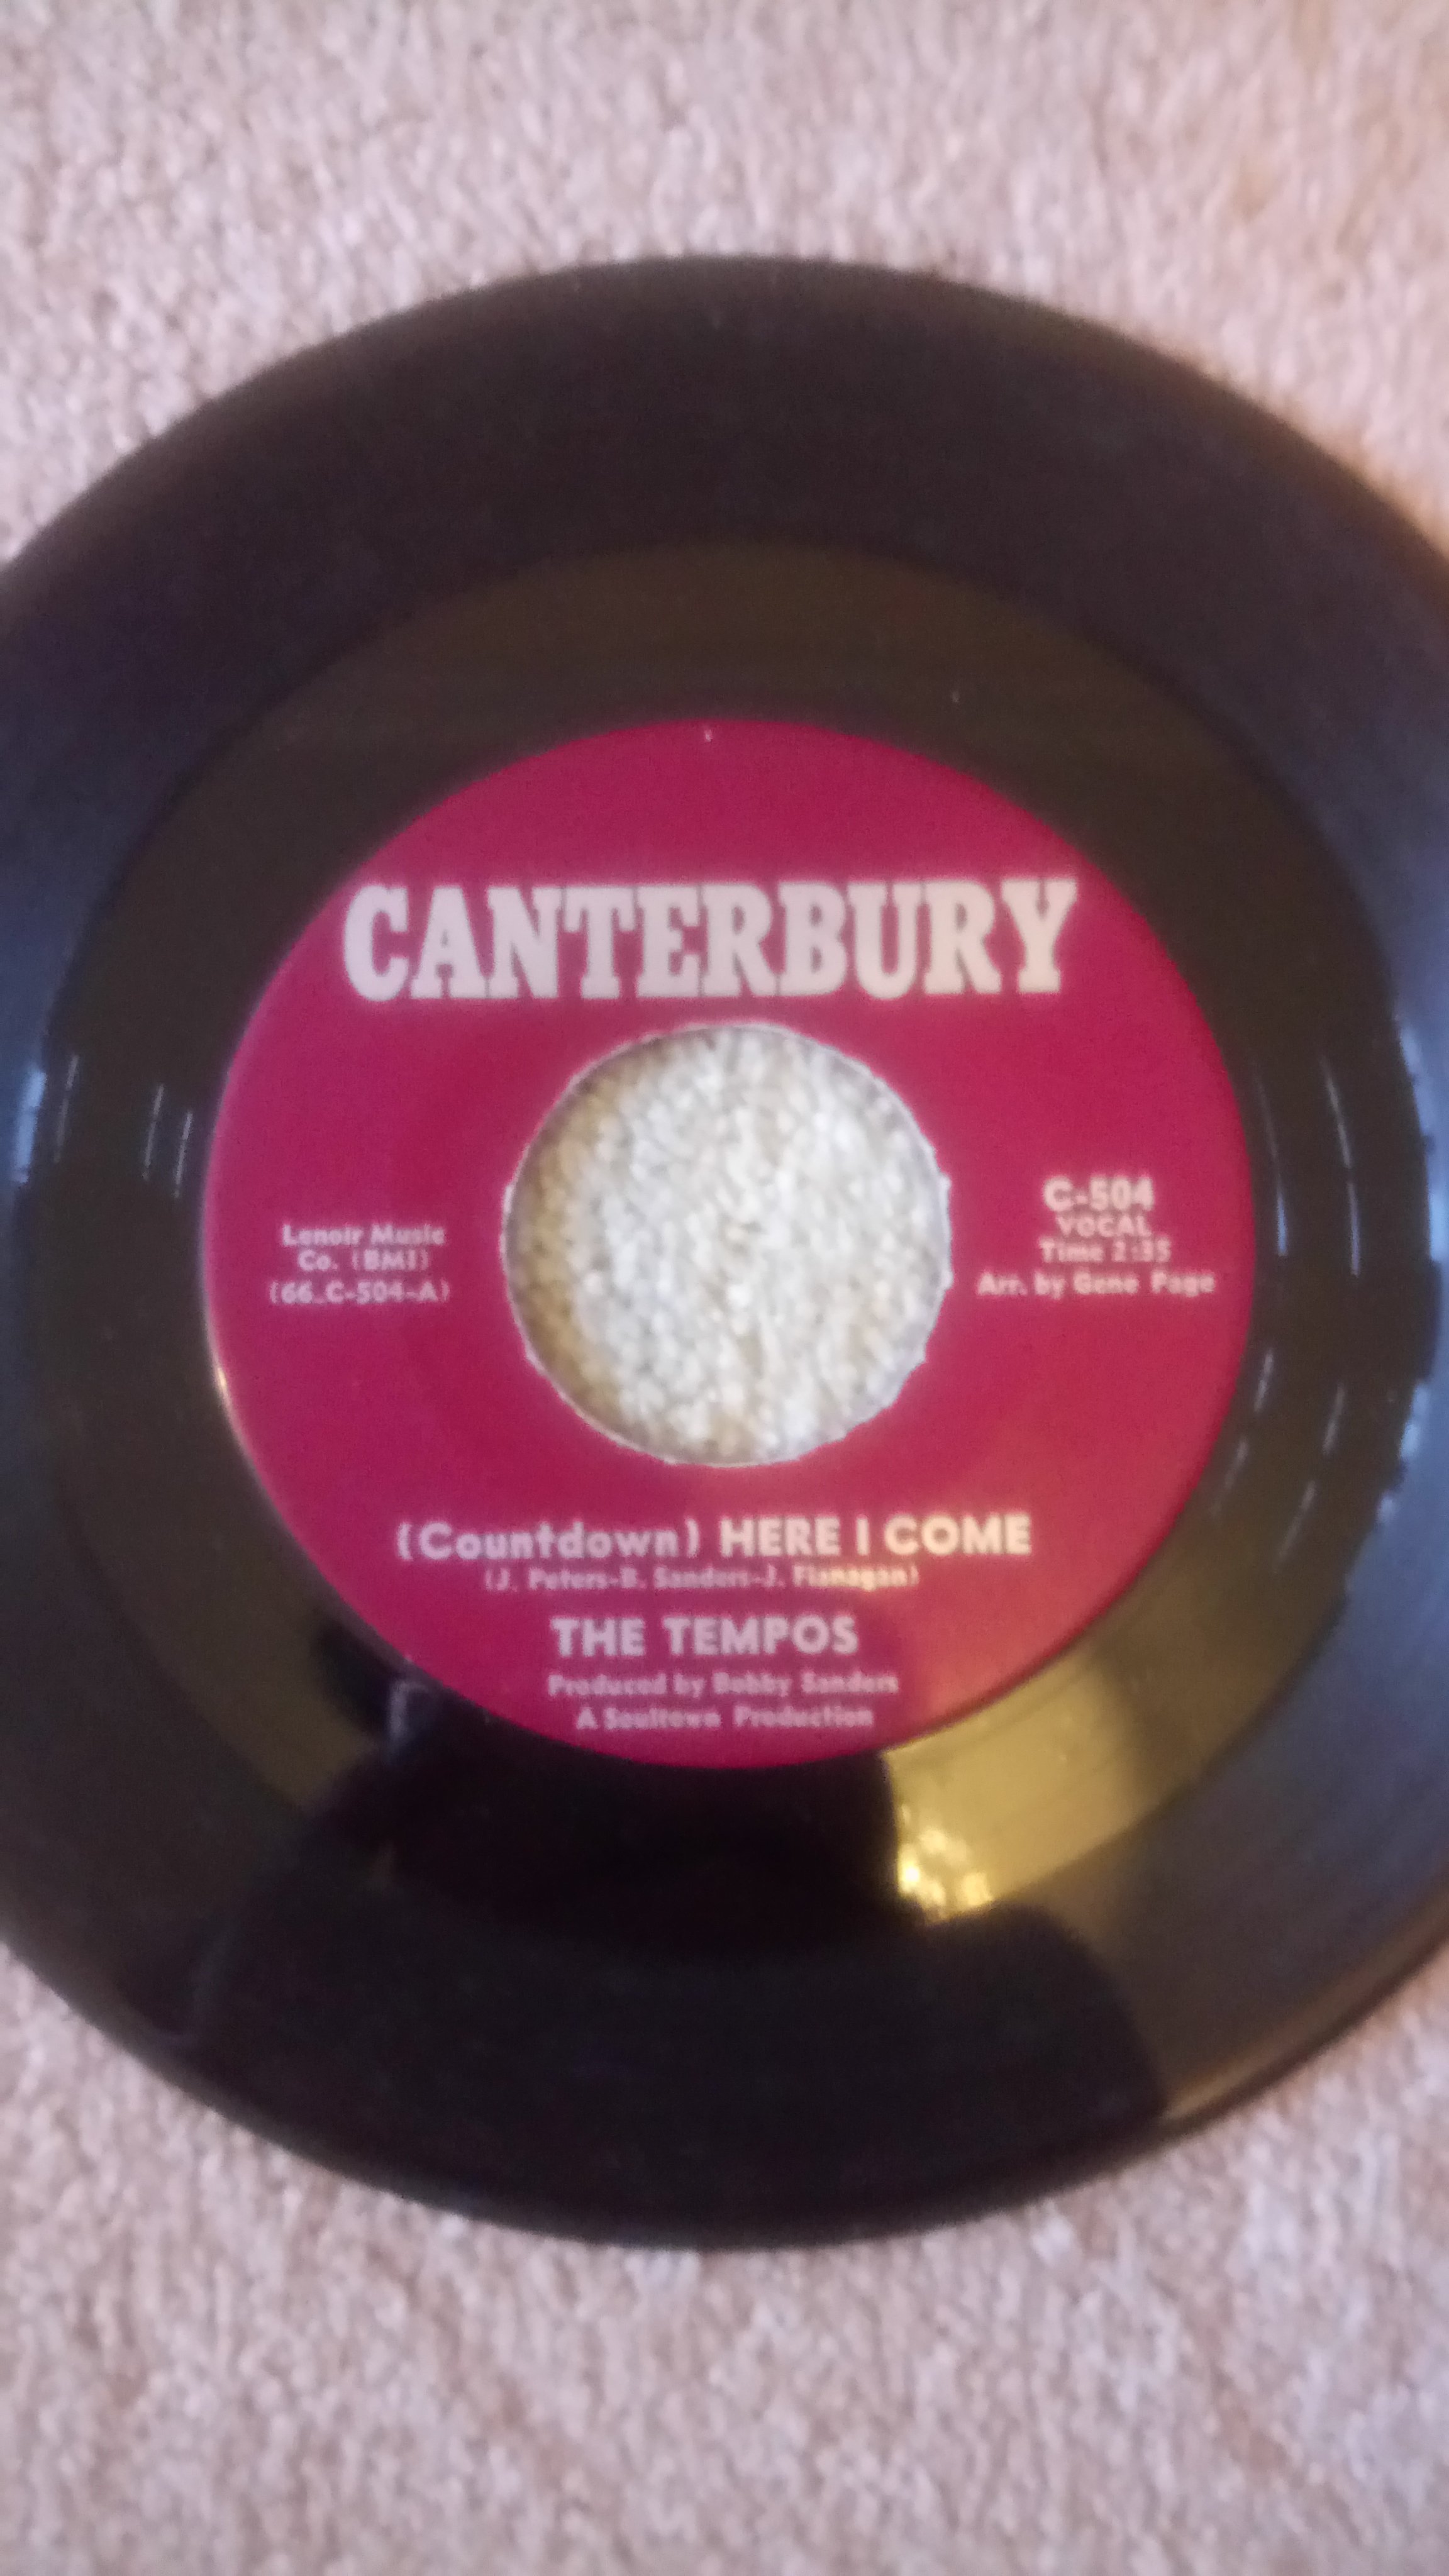 CANTERBURY
Lenoir Music
Co. (BMI)
(66-C-504-A)
C-504
VOCAL
Time 2:35
Arr. by Gene Page
(Countdown) HERE I COME
(J. Peters-B. Sanders-J. Flanagan)
THE TEMPOS
Produced by Bobby Sanders
A Soultown Production